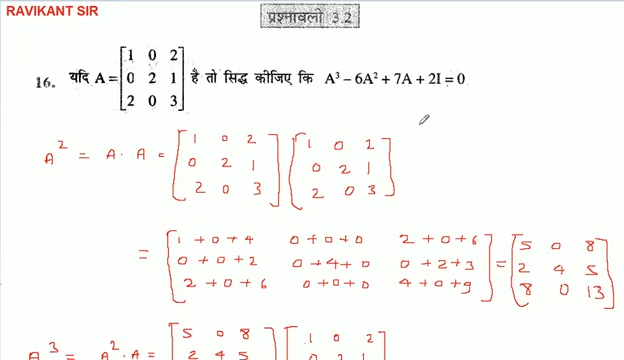 RAVIKANT SIR
प्रश्नावली 3.2
16. यदि A = [1 0 2; 0 2 1; 2 0 3] है तो सिद्ध कीजिए कि A³ − 6A² + 7A + 2I = 0
A² = A · A = [1 0 2; 0 2 1; 2 0 3] [1 0 2; 0 2 1; 2 0 3]
= [1+0+4 0+0+0 2+0+6; 0+0+2 0+4+0 0+2+3; 2+0+6 0+0+0 4+0+9] = [5 0 8; 2 4 5; 8 0 13]
A³ = A² · A = [5 0 8; 2 4 5] [1 0 2; 0 2 1]